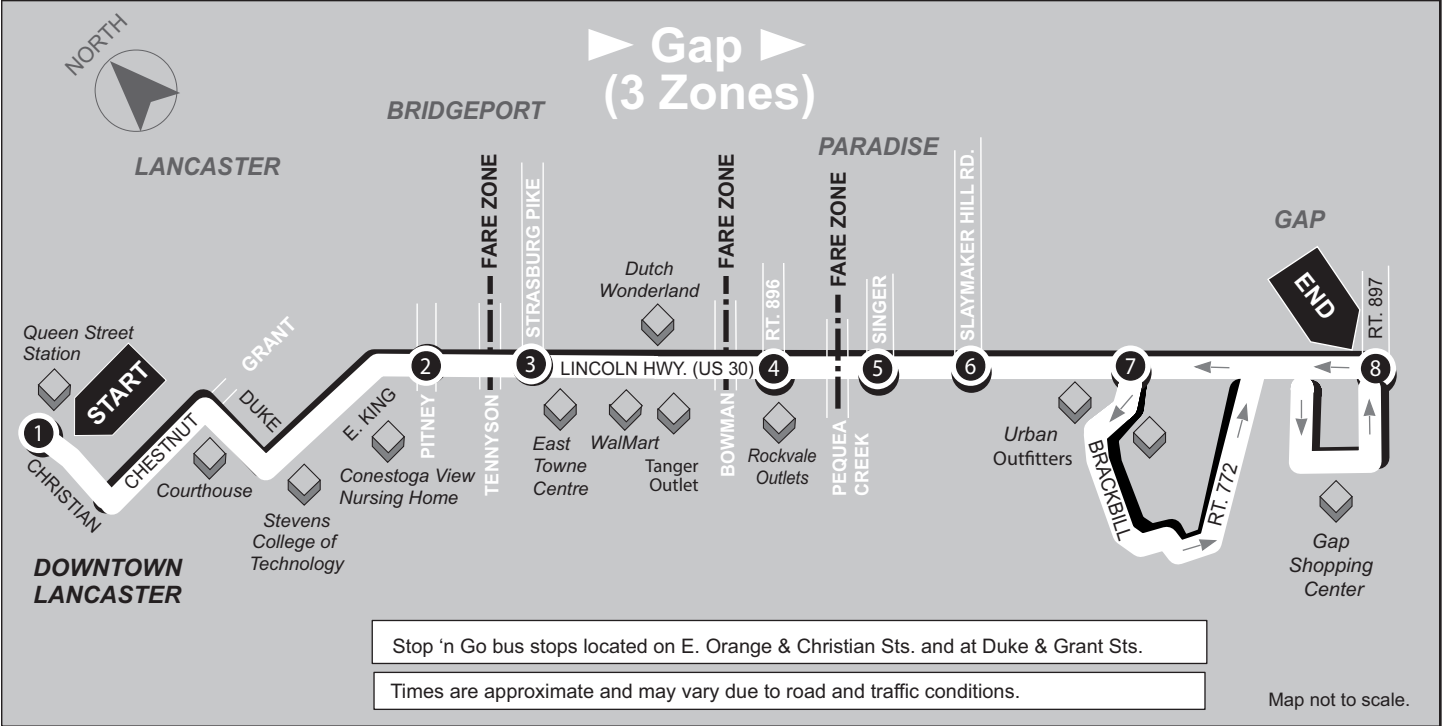 NORTH
Gap
(3 Zones)
BRIDGEPORT
LANCASTER
PARADISE
GAP
FARE ZONE
STRASBURG PIKE
FARE ZONE
FARE ZONE
SLAYMAKER HILL RD.
Dutch
Wonderland
RT. 896
SINGER
END
RT. 897
Queen Street
Station
START
GRANT
1
CHRISTIAN
CHESTNUT
DUKE
E. KING
2
3
LINCOLN HWY. (US 30)
4
5
6
7
8
PITNEY
TENNYSON
BOWMAN
PEQUEA
CREEK
Courthouse
Stevens
College of
Technology
Conestoga View
Nursing Home
East
Towne
Centre
WalMart
Tanger
Outlet
Rockvale
Outlets
Urban
Outfitters
BRACKBILL
RT. 772
Gap
Shopping
Center
DOWNTOWN
LANCASTER
Stop ‘n Go bus stops located on E. Orange & Christian Sts. and at Duke & Grant Sts.
Times are approximate and may vary due to road and traffic conditions.
Map not to scale.